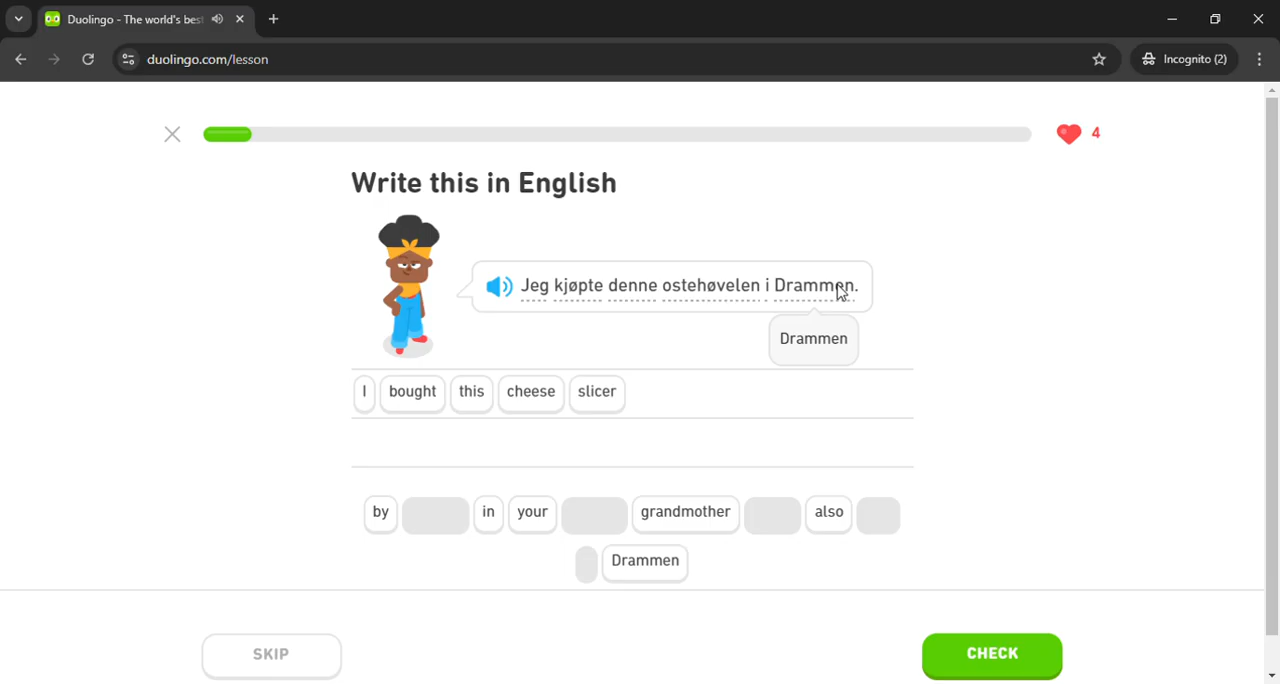 Duolingo - The world's bes
duolingo.com/lesson
Incognito (2)
4
Write this in English
Jeg kjøpte denne ostehøvelen i Drammen.
Drammen
I bought this cheese slicer
by in your grandmother also
Drammen
SKIP
CHECK